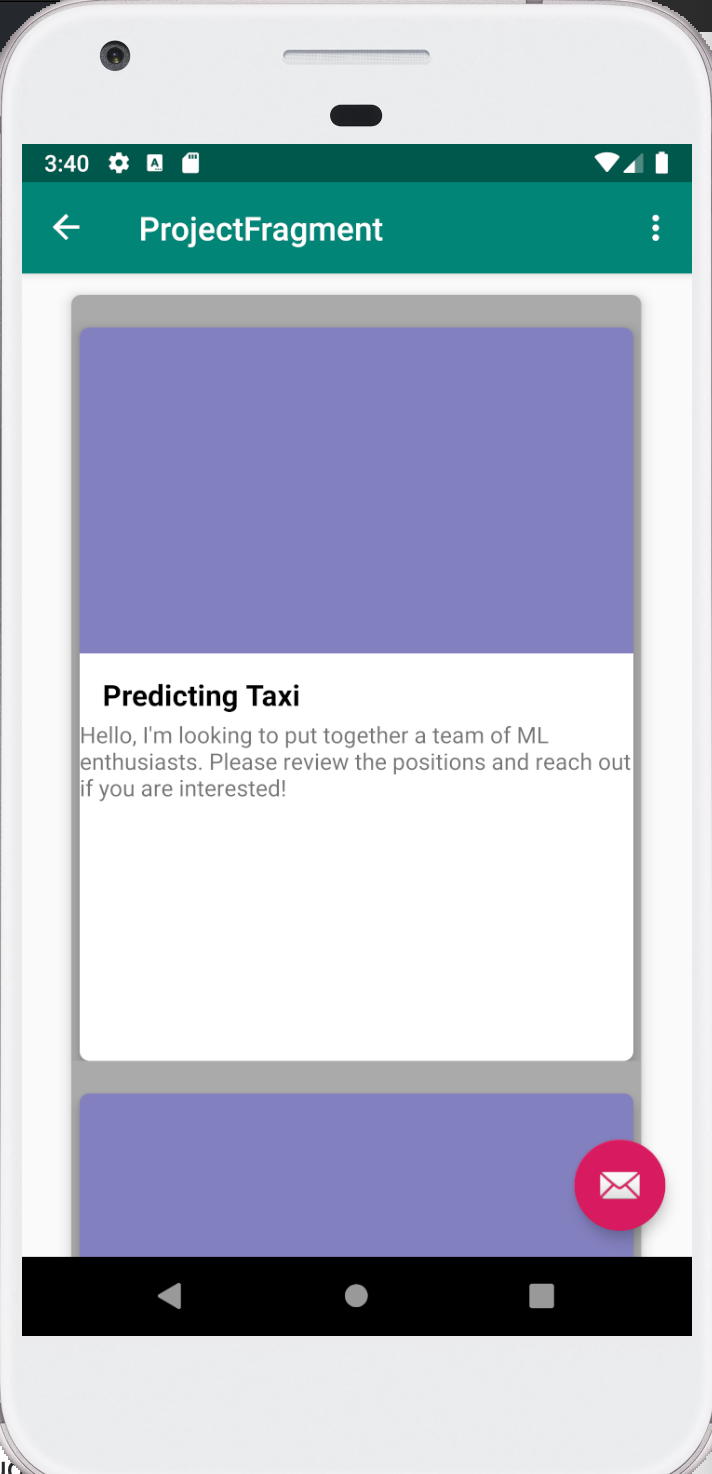 3:40
ProjectFragment
Predicting Taxi
Hello, I'm looking to put together a team of ML
enthusiasts. Please review the positions and reach out
if you are interested!